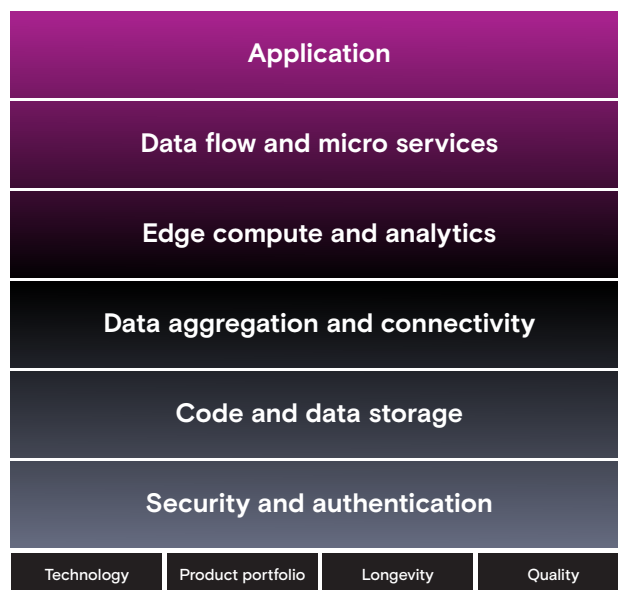 Application
Data flow and micro services
Edge compute and analytics
Data aggregation and connectivity
Code and data storage
Security and authentication
Technology
Product portfolio
Longevity
Quality